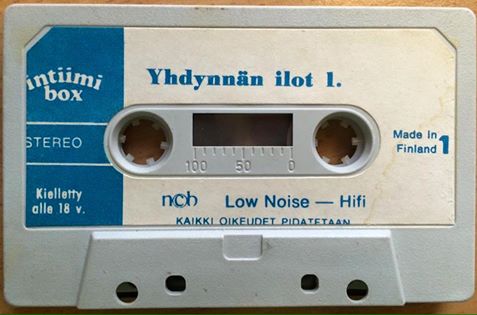 intiimi
box
Yhdynnän ilot 1.
STEREO
Made in
Finland 1
100 50 0
Kielletty
alle 18 v.
ncb Low Noise — Hifi
KAIKKI OIKEUDET PIDATETAAN